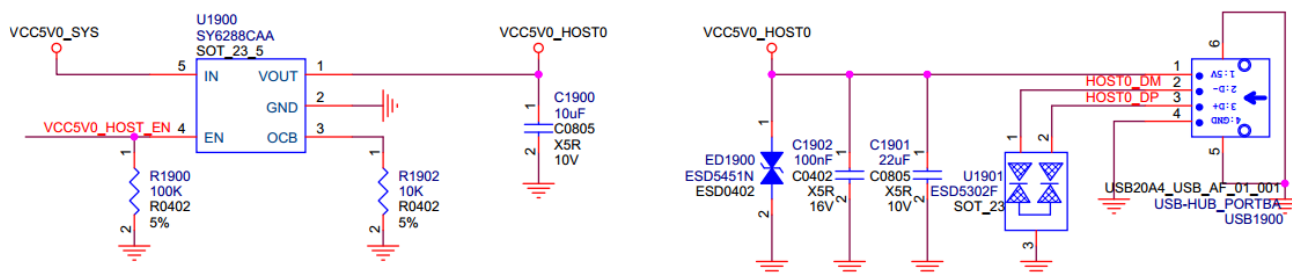 U1900
SY6288CAA
SOT_23_5
VCC5V0_SYS
5
IN
VOUT
1
GND
2
VCC5V0_HOST_EN
4
EN
OCB
3
1
R1900
100K
R0402
5%
2
1
R1902
10K
R0402
5%
2
VCC5V0_HOST0
1
C1900
10uF
C0805
X5R
10V
2
VCC5V0_HOST0
1
ED1900
ESD5451N
ESD0402
2
1
C1902
100nF
C0402
X5R
16V
2
1
C1901
22uF
C0805
X5R
10V
2
HOST0_DM
HOST0_DP
1
2
U1901
ESD5302F
SOT_23
3
6
1
2
3
4
1:5V
2:D-
3:D+
4:GND
5
USB20A4_USB_AF_01_001
USB-HUB_PORTBA
USB1900